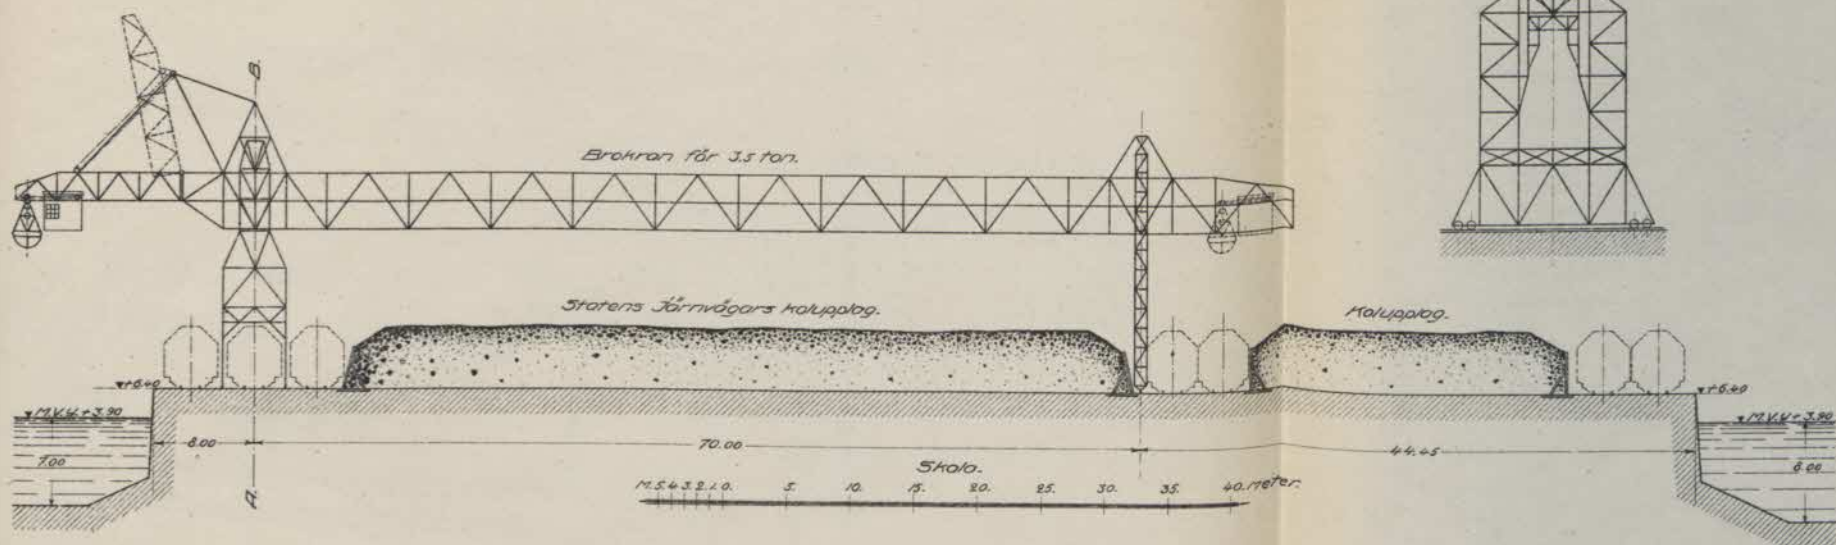 B.
Brokran för 3.5 ton.
Statens Järnvägars kolupplag.
Kolupplag.
+6.40
+6.40
M.V.Y. +3.90
M.V.Y. +3.90
8.00
70.00
44.45
7.00
6.00
A.
Skala.
M. 5. 4. 3. 2. 1. 0. 5. 10. 15. 20. 25. 30. 35. 40. meter.